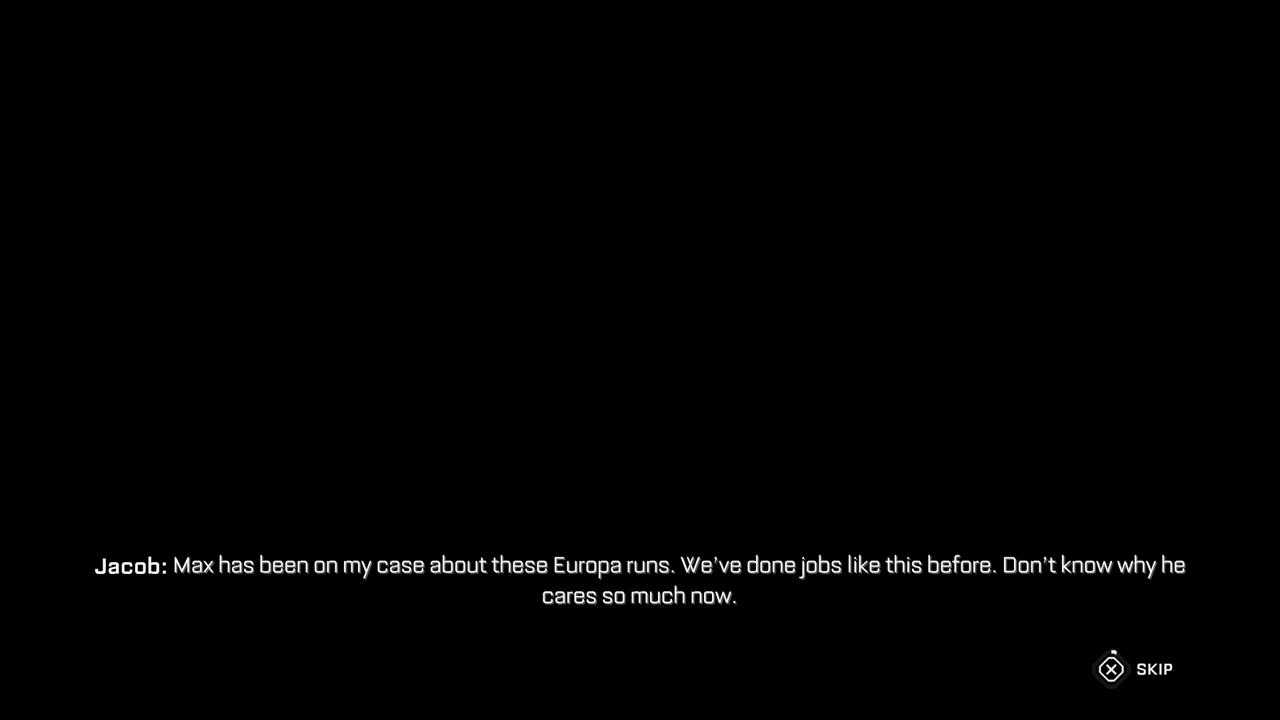 Jacob: Max has been on my case about these Europa runs. We've done jobs like this before. Don't know why he
cares so much now.
SKIP